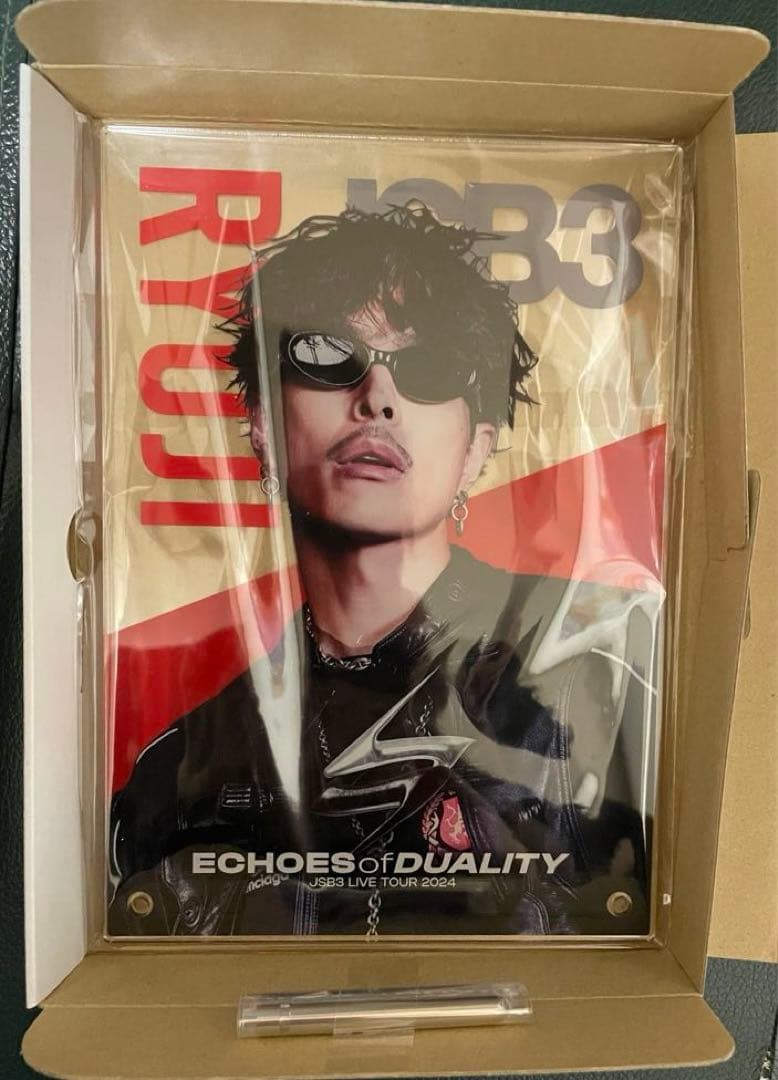 RYUJI
JSB3
ECHOES of DUALITY
JSB3 LIVE TOUR 2024